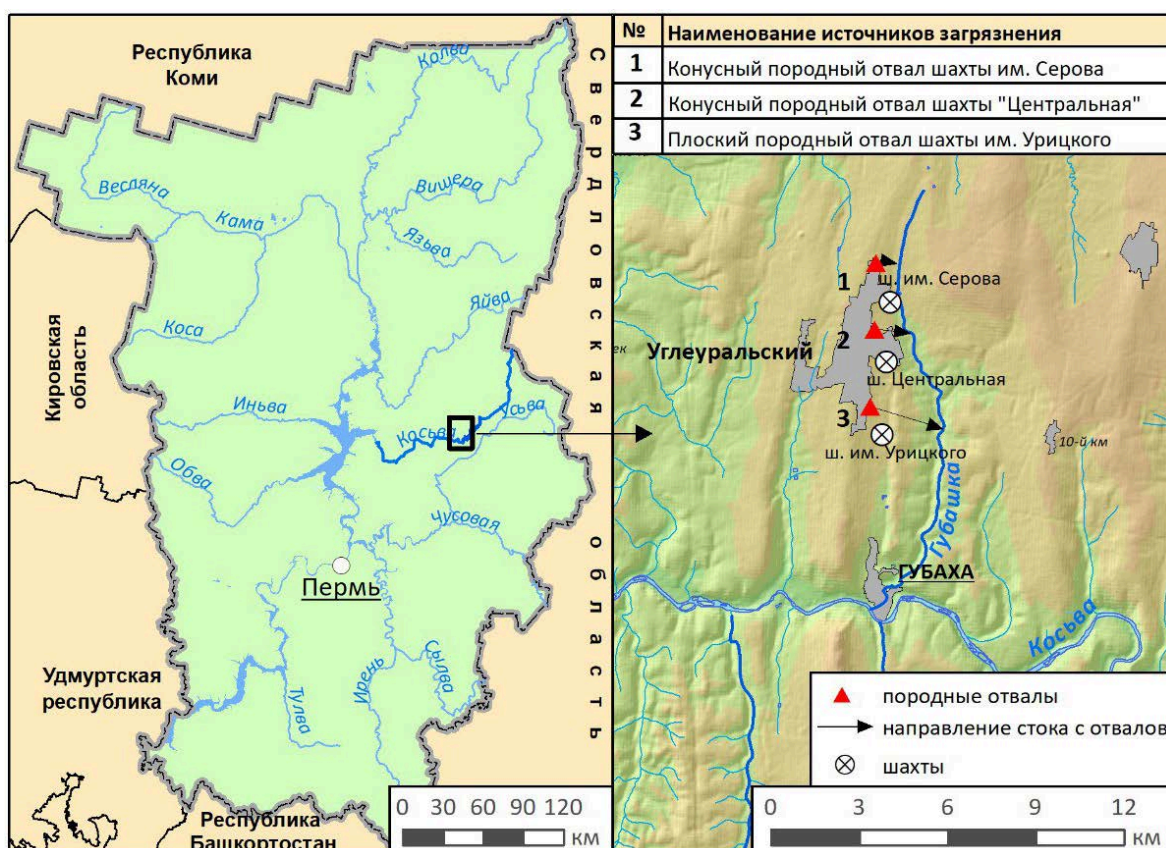 Республика
Коми
Колва
Весляна
Кама
Вишера
Язьва
Яйва
Коса
Кировская
область
Иньва
Косьва
Усьва
Обва
Чусовая
Пермь
Удмуртская
республика
Тулва
Ирень
Сылва
Республика
Башкортостан
Свердловская область
0 30 60 90 120
км
№ Наименование источников загрязнения
1 Конусный породный отвал шахты им. Серова
2 Конусный породный отвал шахты "Центральная"
3 Плоский породный отвал шахты им. Урицкого
1
ш. им. Серова
2
Углеуральский
ш. Центральная
3
ш. им. Урицкого
10-й км
Губашка
ГУБАХА
Косьва
породные отвалы
направление стока с отвалов
шахты
0 3 6 9 12
км